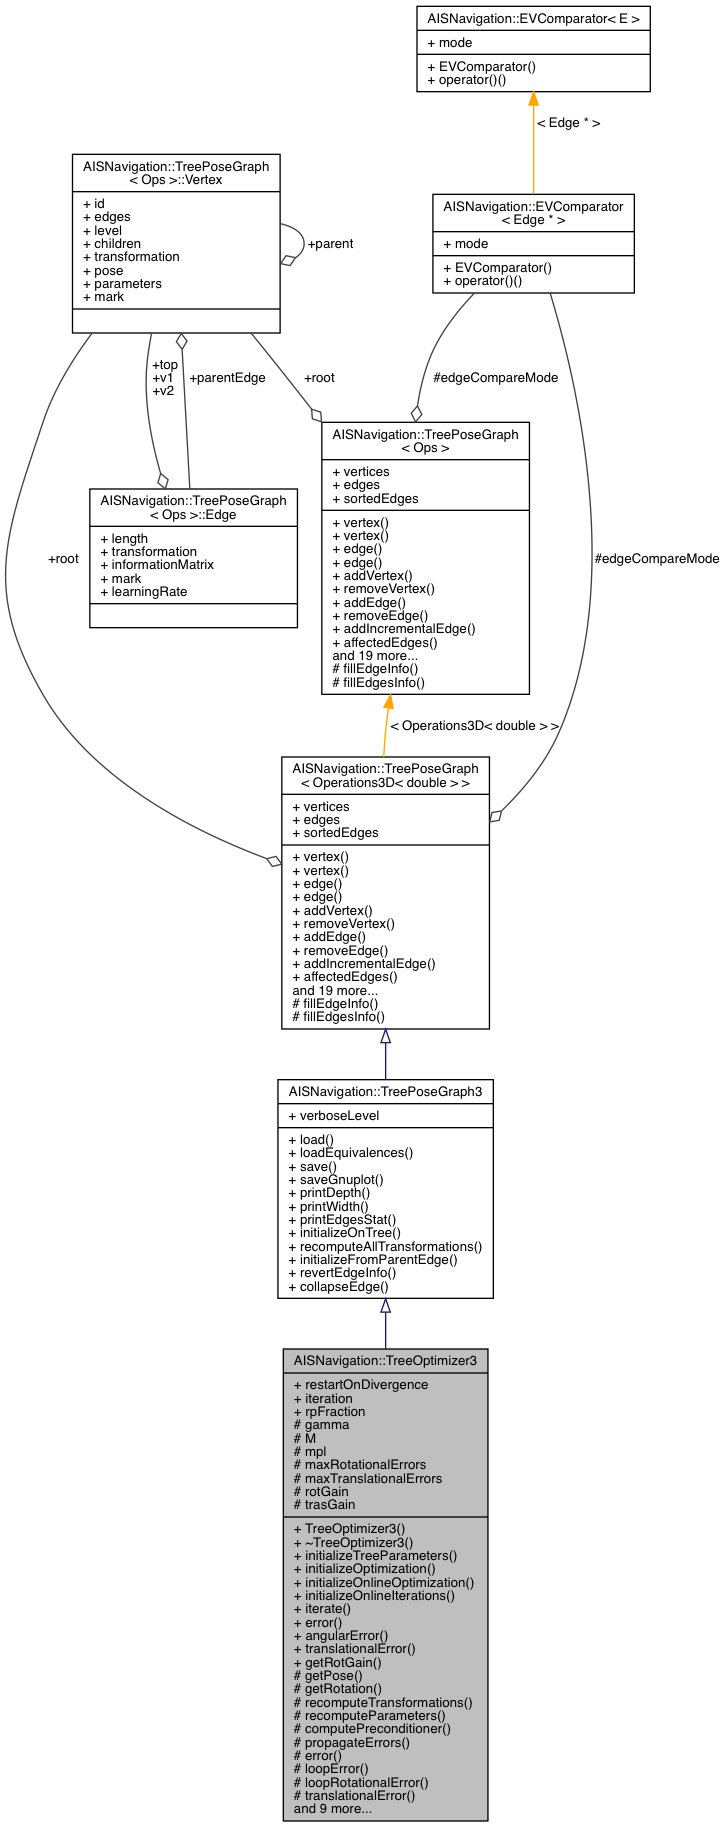 AISNavigation::EVComparator< E >
+ mode
+ EVComparator()
+ operator()()
< Edge * >
AISNavigation::TreePoseGraph
< Ops >::Vertex
+ id
+ edges
+ level
+ children
+ transformation
+ pose
+ parameters
+ mark
+parent
AISNavigation::EVComparator
< Edge * >
+ mode
+ EVComparator()
+ operator()()
+top
+v1
+v2
+parentEdge
+root
#edgeCompareMode
AISNavigation::TreePoseGraph
< Ops >
+ vertices
+ edges
+ sortedEdges
+ vertex()
+ vertex()
+ edge()
+ edge()
+ addVertex()
+ removeVertex()
+ addEdge()
+ removeEdge()
+ addIncrementalEdge()
+ affectedEdges()
and 19 more...
# fillEdgeInfo()
# fillEdgesInfo()
AISNavigation::TreePoseGraph
< Ops >::Edge
+ length
+ transformation
+ informationMatrix
+ mark
+ learningRate
+root
#edgeCompareMode
< Operations3D< double > >
AISNavigation::TreePoseGraph
< Operations3D< double > >
+ vertices
+ edges
+ sortedEdges
+ vertex()
+ vertex()
+ edge()
+ edge()
+ addVertex()
+ removeVertex()
+ addEdge()
+ removeEdge()
+ addIncrementalEdge()
+ affectedEdges()
and 19 more...
# fillEdgeInfo()
# fillEdgesInfo()
AISNavigation::TreePoseGraph3
+ verboseLevel
+ load()
+ loadEquivalences()
+ save()
+ saveGnuplot()
+ printDepth()
+ printWidth()
+ printEdgesStat()
+ initializeOnTree()
+ recomputeAllTransformations()
+ initializeFromParentEdge()
+ revertEdgeInfo()
+ collapseEdge()
AISNavigation::TreeOptimizer3
+ restartOnDivergence
+ iteration
+ rpFraction
# gamma
# M
# mpl
# maxRotationalErrors
# maxTranslationalErrors
# rotGain
# trasGain
+ TreeOptimizer3()
+ ~TreeOptimizer3()
+ initializeTreeParameters()
+ initializeOptimization()
+ initializeOnlineOptimization()
+ initializeOnlineIterations()
+ iterate()
+ error()
+ angularError()
+ translationalError()
+ getRotGain()
# getPose()
# getRotation()
# recomputeTransformations()
# recomputeParameters()
# computePreconditioner()
# propagateErrors()
# error()
# loopError()
# loopRotationalError()
# translationalError()
and 9 more...